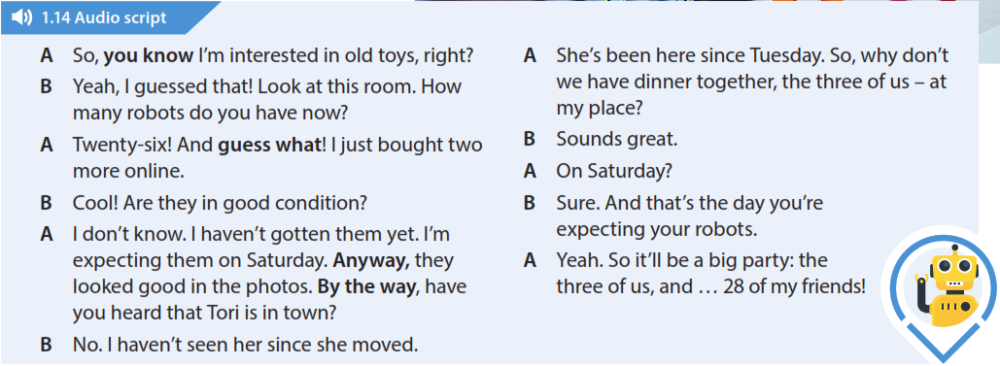 1.14 Audio script
A So, you know I’m interested in old toys, right?
B Yeah, I guessed that! Look at this room. How
many robots do you have now?
A Twenty-six! And guess what! I just bought two
more online.
B Cool! Are they in good condition?
A I don’t know. I haven’t gotten them yet. I’m
expecting them on Saturday. Anyway, they
looked good in the photos. By the way, have
you heard that Tori is in town?
B No. I haven’t seen her since she moved.
A She’s been here since Tuesday. So, why don’t
we have dinner together, the three of us – at
my place?
B Sounds great.
A On Saturday?
B Sure. And that’s the day you’re
expecting your robots.
A Yeah. So it’ll be a big party: the
three of us, and … 28 of my friends!